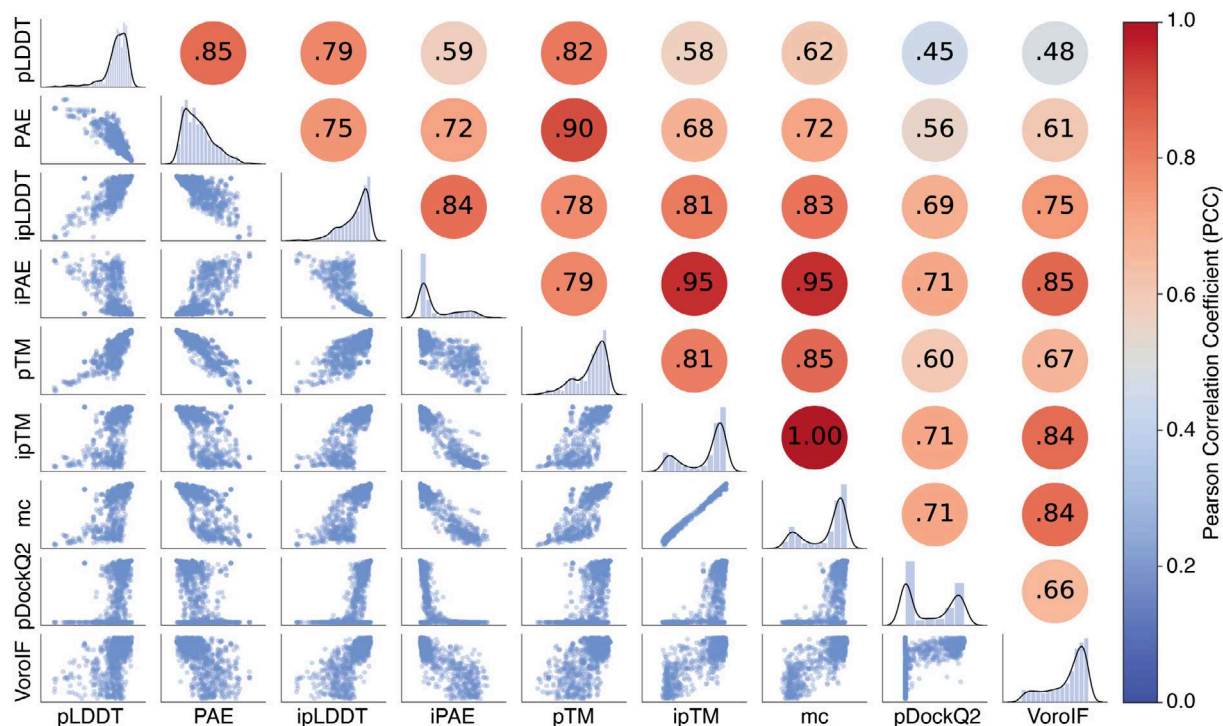 pLDDT .85 .79 .59 .82 .58 .62 .45 .48
PAE .75 .72 .90 .68 .72 .56 .61
ipLDDT .84 .78 .81 .83 .69 .75
iPAE .79 .95 .95 .71 .85
pTM .81 .85 .60 .67
ipTM 1.00 .71 .84
mc .71 .84
pDockQ2 .66
VoroIF
pLDDT PAE ipLDDT iPAE pTM ipTM mc pDockQ2 VoroIF
1.0
0.8
0.6
0.4
0.2
0.0
Pearson Correlation Coefficient (PCC)